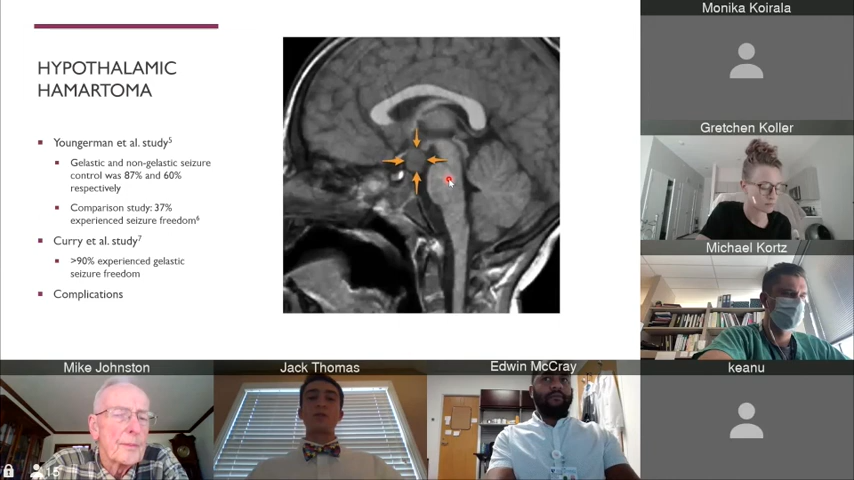 HYPOTHALAMIC
HAMARTOMA
Youngerman et al. study5
Gelastic and non-gelastic seizure
control was 87% and 60%
respectively
Comparison study: 37%
experienced seizure freedom6
Curry et al. study7
>90% experienced gelastic
seizure freedom
Complications
Monika Koirala
Gretchen Koller
Michael Kortz
Mike Johnston
Jack Thomas
Edwin McCray
keanu
15